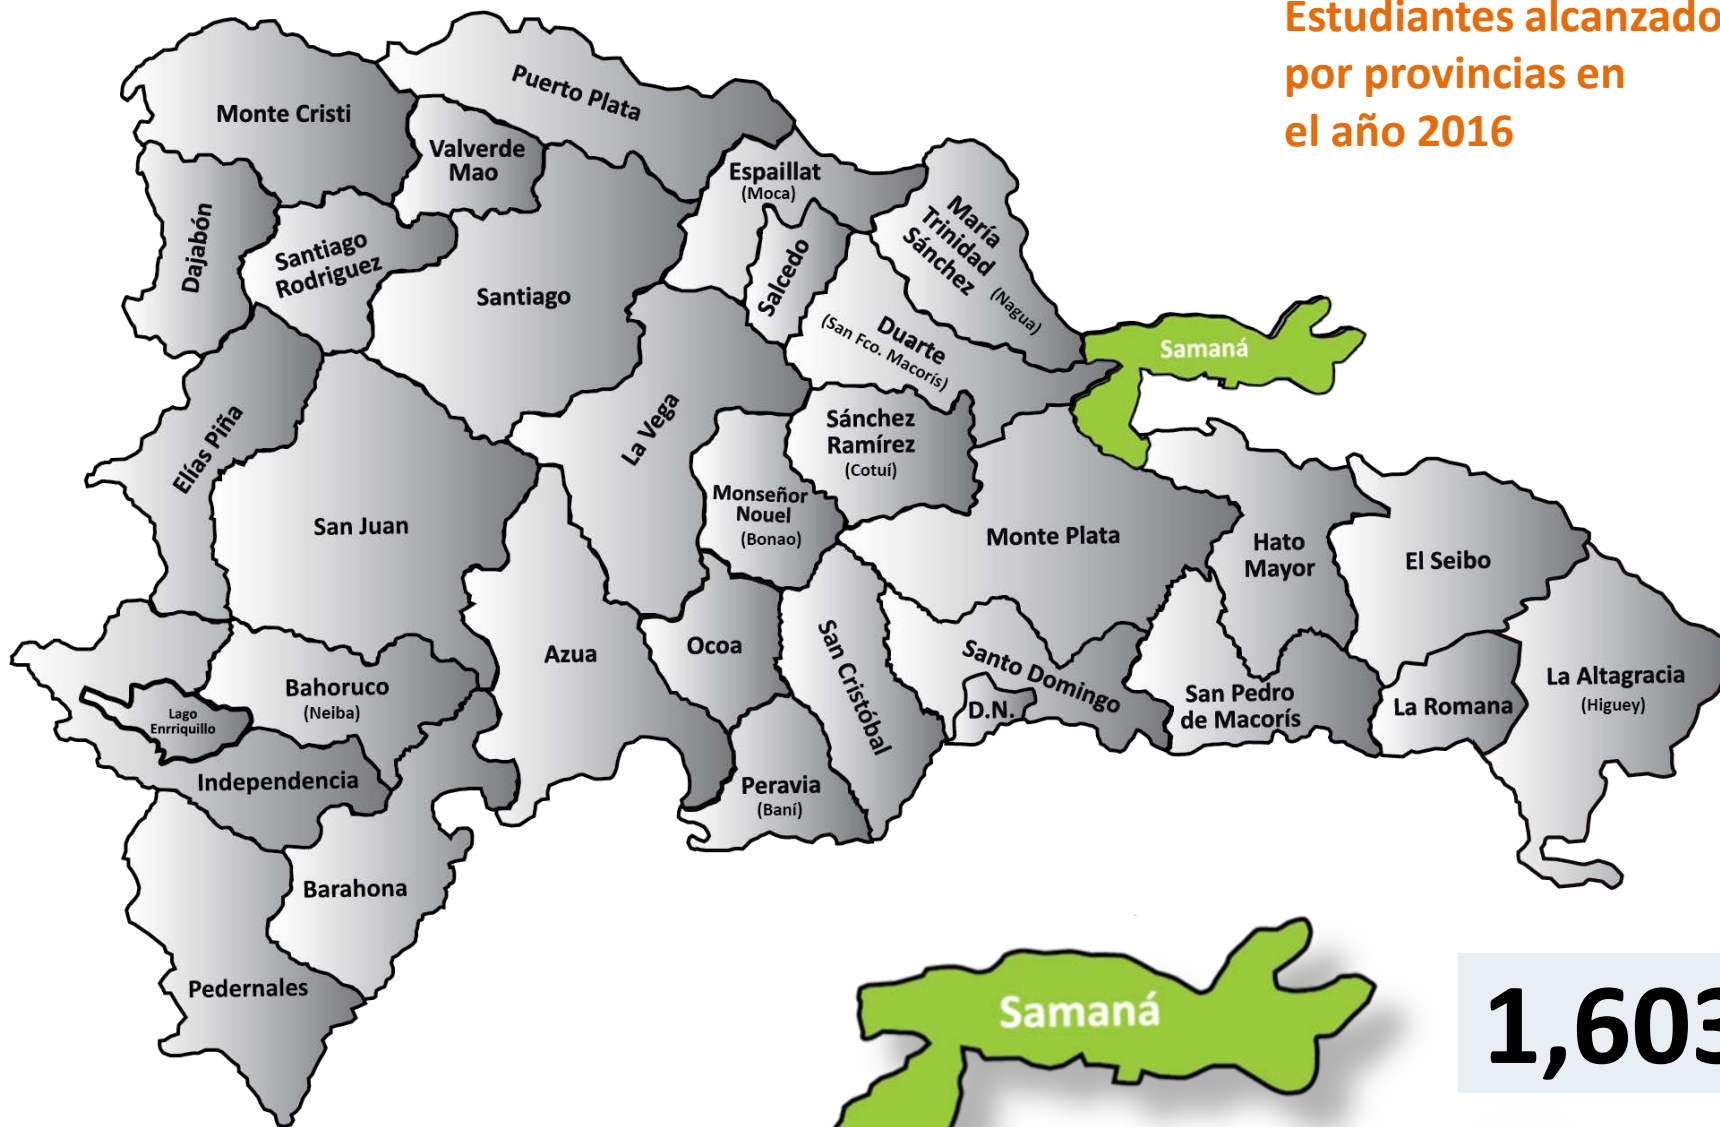 Estudiantes alcanzado
por provincias en
el año 2016
Puerto Plata
Monte Cristi
Valverde
Mao
Espaillat
(Moca)
María
Trinidad
Sánchez
(Nagua)
Dajabón
Santiago
Rodriguez
Santiago
Salcedo
Duarte
(San Fco. Macorís)
Samaná
Elías Piña
La Vega
Sánchez
Ramírez
(Cotuí)
San Juan
Monseñor
Nouel
(Bonao)
Monte Plata
Hato
Mayor
El Seibo
Azua
Ocoa
San Cristóbal
Santo Domingo
D.N.
San Pedro
de Macorís
La Romana
La Altagracia
(Higuey)
Bahoruco
(Neiba)
Lago
Enrriquillo
Independencia
Peravia
(Baní)
Barahona
Pedernales
Samaná
1,603